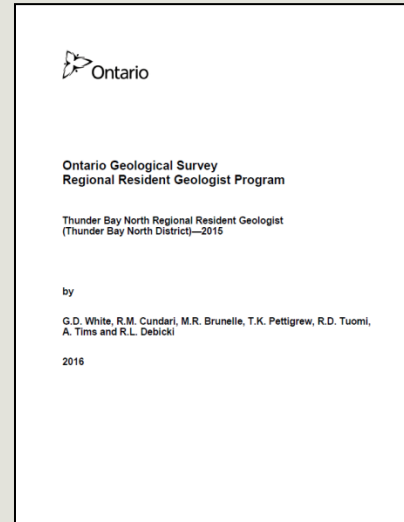 Ontario
Ontario Geological Survey
Regional Resident Geologist Program
Thunder Bay North Regional Resident Geologist
(Thunder Bay North District)—2015
by
G.D. White, R.M. Cundari, M.R. Brunelle, T.K. Pettigrew, R.D. Tuomi,
A. Tims and R.L. Debicki
2016